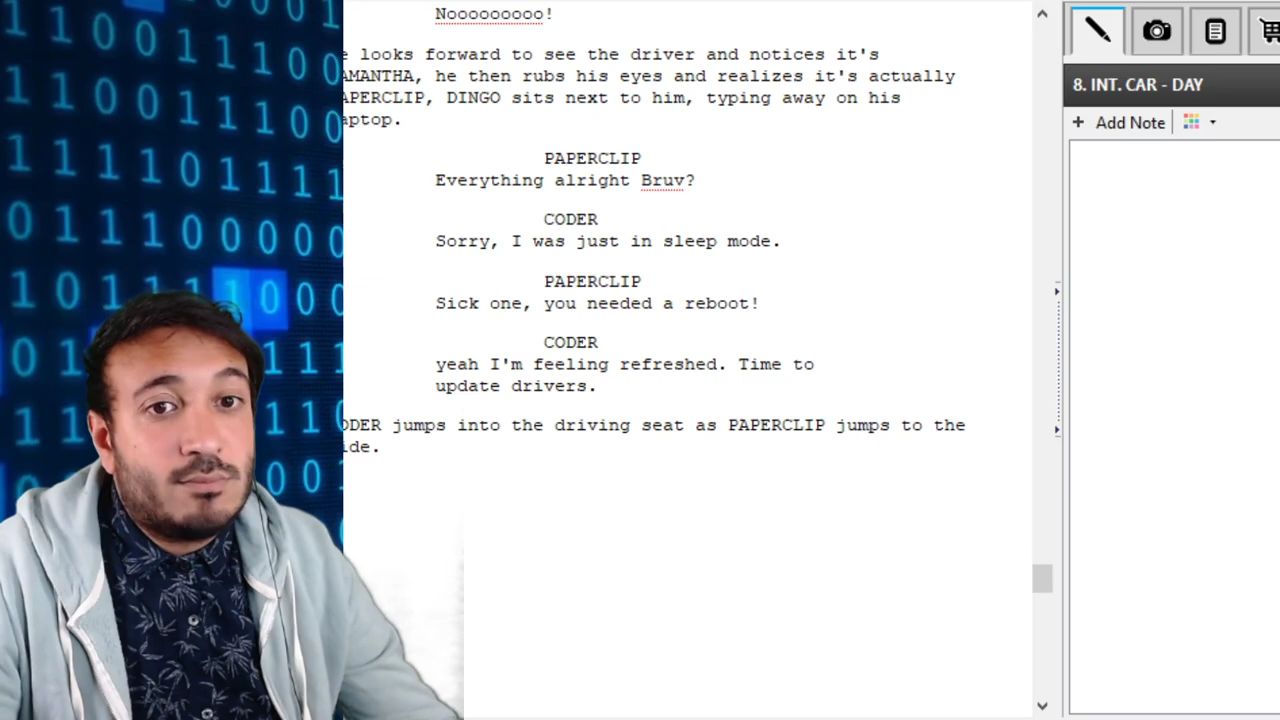 Nooooooooo!
e looks forward to see the driver and notices it's
AMANTHA, he then rubs his eyes and realizes it's actually
APERCLIP, DINGO sits next to him, typing away on his
aptop.
PAPERCLIP
Everything alright Bruv?
CODER
Sorry, I was just in sleep mode.
PAPERCLIP
Sick one, you needed a reboot!
CODER
yeah I'm feeling refreshed. Time to
update drivers.
ODER jumps into the driving seat as PAPERCLIP jumps to the
ide.
8. INT. CAR - DAY
+ Add Note